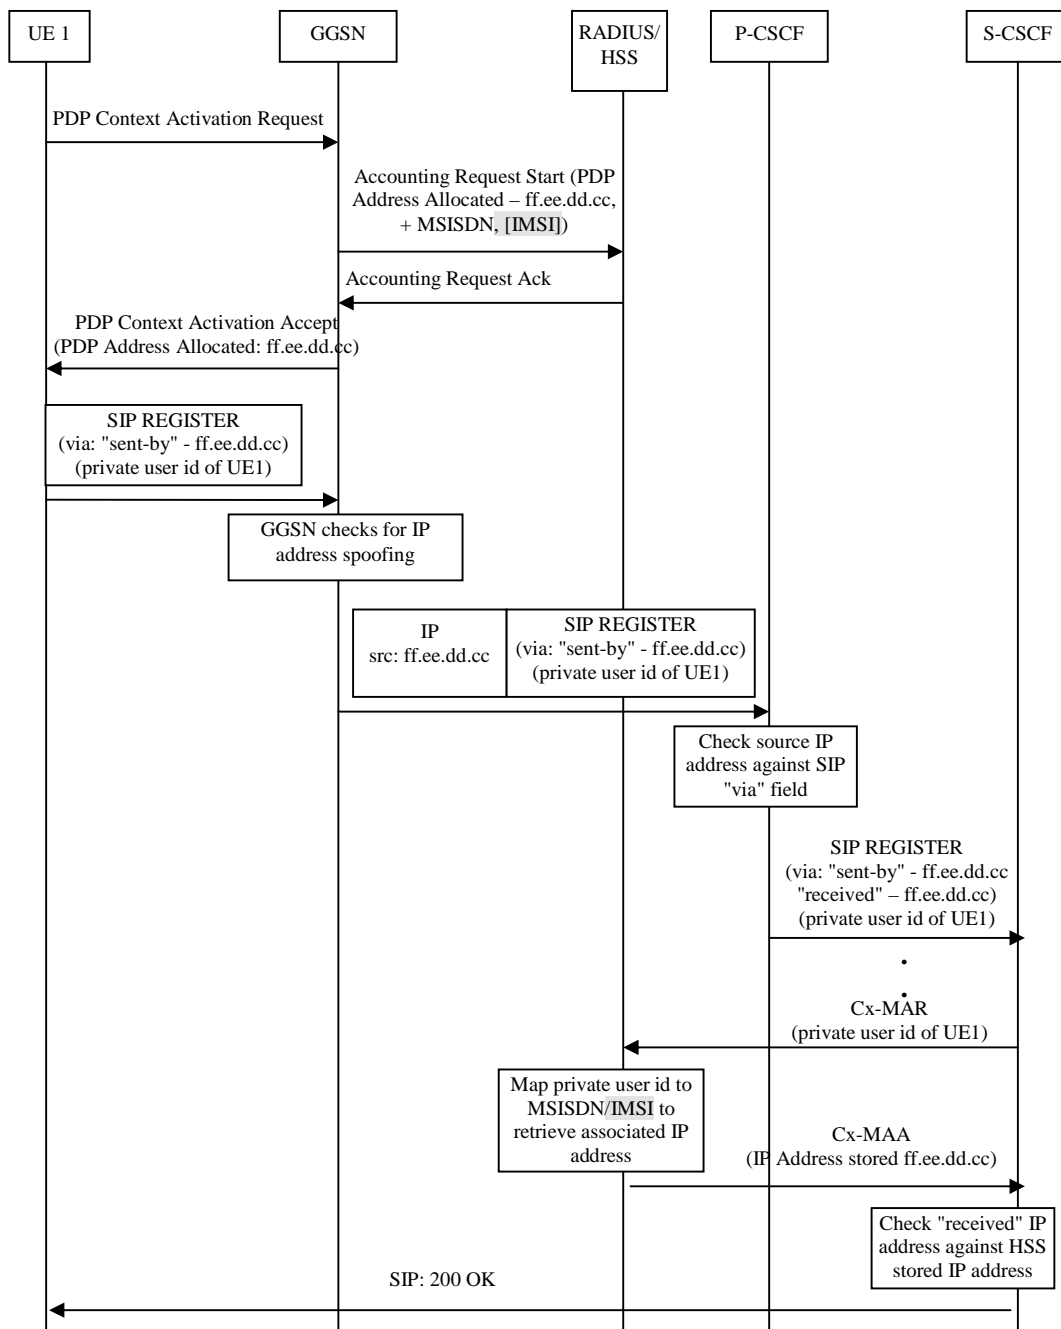 UE 1
GGSN
RADIUS/
HSS
P-CSCF
S-CSCF
PDP Context Activation Request
Accounting Request Start (PDP
Address Allocated – ff.ee.dd.cc,
+ MSISDN, [IMSI])
Accounting Request Ack
PDP Context Activation Accept
(PDP Address Allocated: ff.ee.dd.cc)
SIP REGISTER
(via: "sent-by" - ff.ee.dd.cc)
(private user id of UE1)
GGSN checks for IP
address spoofing
IP
src: ff.ee.dd.cc
SIP REGISTER
(via: "sent-by" - ff.ee.dd.cc)
(private user id of UE1)
Check source IP
address against SIP
"via" field
SIP REGISTER
(via: "sent-by" - ff.ee.dd.cc
"received" – ff.ee.dd.cc)
(private user id of UE1)
.
.
Cx-MAR
(private user id of UE1)
Map private user id to
MSISDN/IMSI to
retrieve associated IP
address
Cx-MAA
(IP Address stored ff.ee.dd.cc)
Check "received" IP
address against HSS
stored IP address
SIP: 200 OK